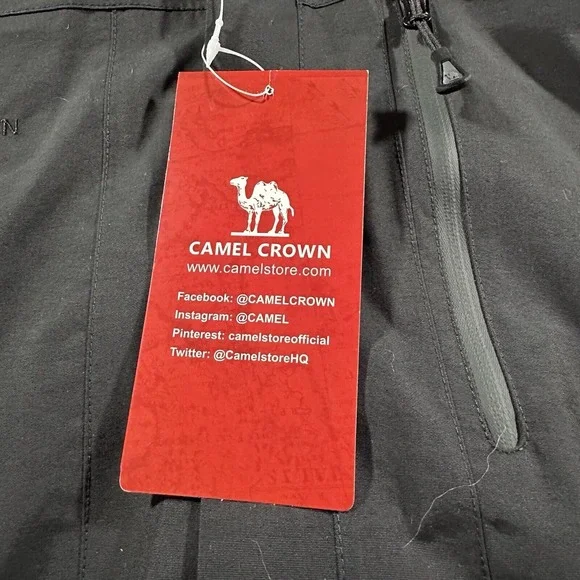 N
CAMEL CROWN
www.camelstore.com
Facebook: @CAMELCROWN
Instagram: @CAMEL
Pinterest: camelstoreofficial
Twitter: @CamelstoreHQ